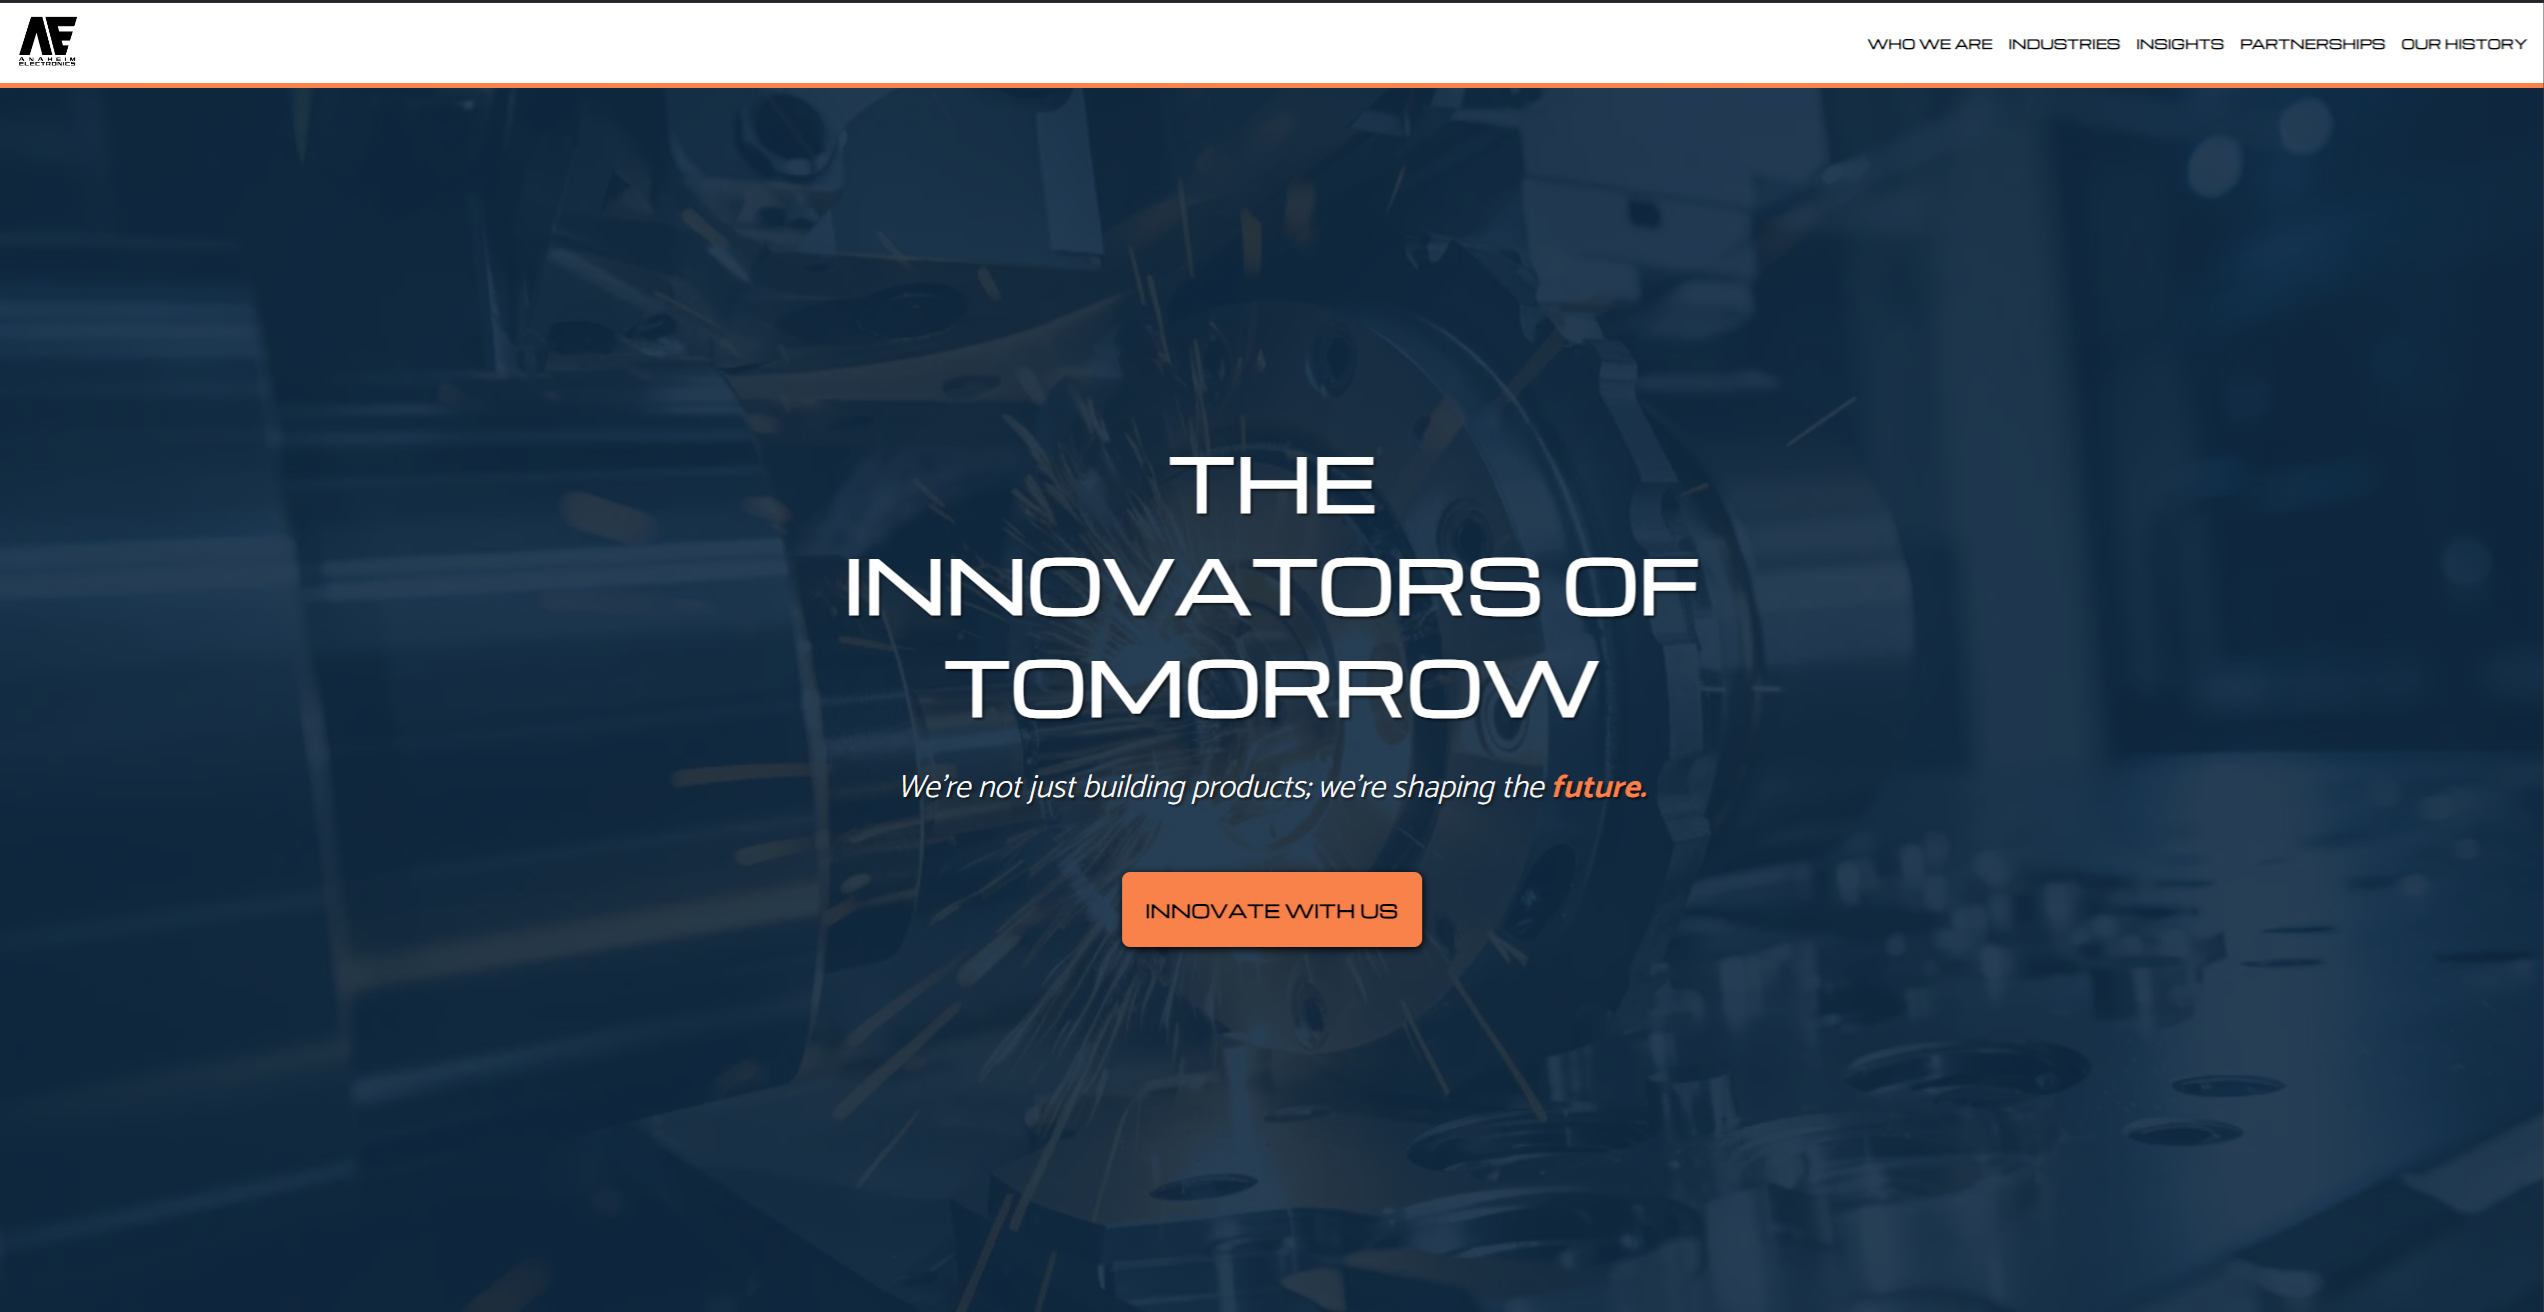 AE
ANAHEIM
ELECTRONICS
WHO WE ARE INDUSTRIES INSIGHTS PARTNERSHIPS OUR HISTORY
THE
INNOVATORS OF
TOMORROW
We’re not just building products; we’re shaping the future.
INNOVATE WITH US